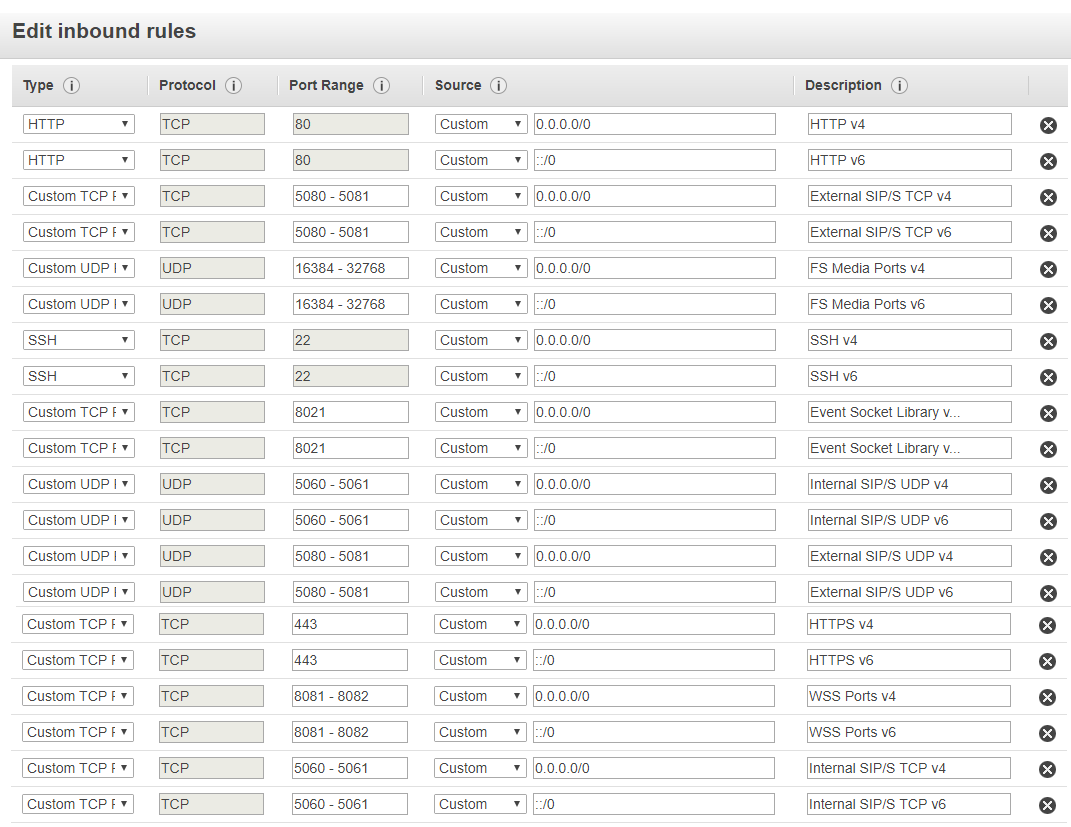 Edit inbound rules
Type i Protocol i Port Range i Source i Description i
HTTP TCP 80 Custom 0.0.0.0/0 HTTP v4
HTTP TCP 80 Custom ::/0 HTTP v6
Custom TCP F TCP 5080 - 5081 Custom 0.0.0.0/0 External SIP/S TCP v4
Custom TCP F TCP 5080 - 5081 Custom ::/0 External SIP/S TCP v6
Custom UDP I UDP 16384 - 32768 Custom 0.0.0.0/0 FS Media Ports v4
Custom UDP I UDP 16384 - 32768 Custom ::/0 FS Media Ports v6
SSH TCP 22 Custom 0.0.0.0/0 SSH v4
SSH TCP 22 Custom ::/0 SSH v6
Custom TCP F TCP 8021 Custom 0.0.0.0/0 Event Socket Library v...
Custom TCP F TCP 8021 Custom ::/0 Event Socket Library v...
Custom UDP I UDP 5060 - 5061 Custom 0.0.0.0/0 Internal SIP/S UDP v4
Custom UDP I UDP 5060 - 5061 Custom ::/0 Internal SIP/S UDP v6
Custom UDP I UDP 5080 - 5081 Custom 0.0.0.0/0 External SIP/S UDP v4
Custom UDP I UDP 5080 - 5081 Custom ::/0 External SIP/S UDP v6
Custom TCP F TCP 443 Custom 0.0.0.0/0 HTTPS v4
Custom TCP F TCP 443 Custom ::/0 HTTPS v6
Custom TCP F TCP 8081 - 8082 Custom 0.0.0.0/0 WSS Ports v4
Custom TCP F TCP 8081 - 8082 Custom ::/0 WSS Ports v6
Custom TCP F TCP 5060 - 5061 Custom 0.0.0.0/0 Internal SIP/S TCP v4
Custom TCP F TCP 5060 - 5061 Custom ::/0 Internal SIP/S TCP v6